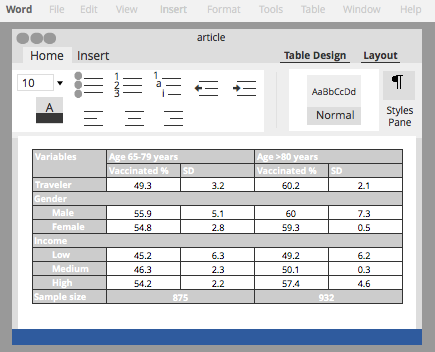 Word File Edit View Insert Format Tools Table Window Help
article
Home Insert Table Design Layout
10 1 2 3 1 a i AaBbCcDd ¶
A Normal Styles Pane
Variables Age 65-79 years Age >80 years
Vaccinated % SD Vaccinated % SD
Traveler 49.3 3.2 60.2 2.1
Gender
Male 55.9 5.1 60 7.3
Female 54.8 2.8 59.3 0.5
Income
Low 45.2 6.3 49.2 6.2
Medium 46.3 2.3 50.1 0.3
High 54.2 2.2 57.4 4.6
Sample size 875 932